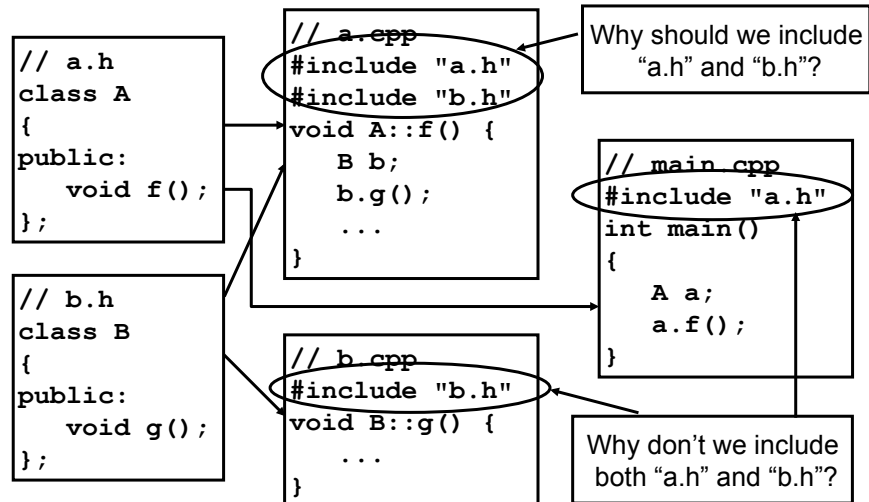 // a.h
class A
{
public:
   void f();
};
// b.h
class B
{
public:
   void g();
};
// a.cpp
#include "a.h"
#include "b.h"
void A::f() {
   B b;
   b.g();
   ...
}
// b.cpp
#include "b.h"
void B::g() {
   ...
}
Why should we include
“a.h” and “b.h”?
// main.cpp
#include "a.h"
int main()
{
   A a;
   a.f();
}
Why don’t we include
both “a.h” and “b.h”?